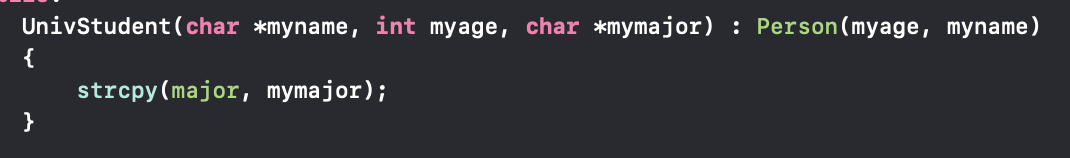 UnivStudent(char *myname, int myage, char *mymajor) : Person(myage, myname)
{
strcpy(major, mymajor);
}